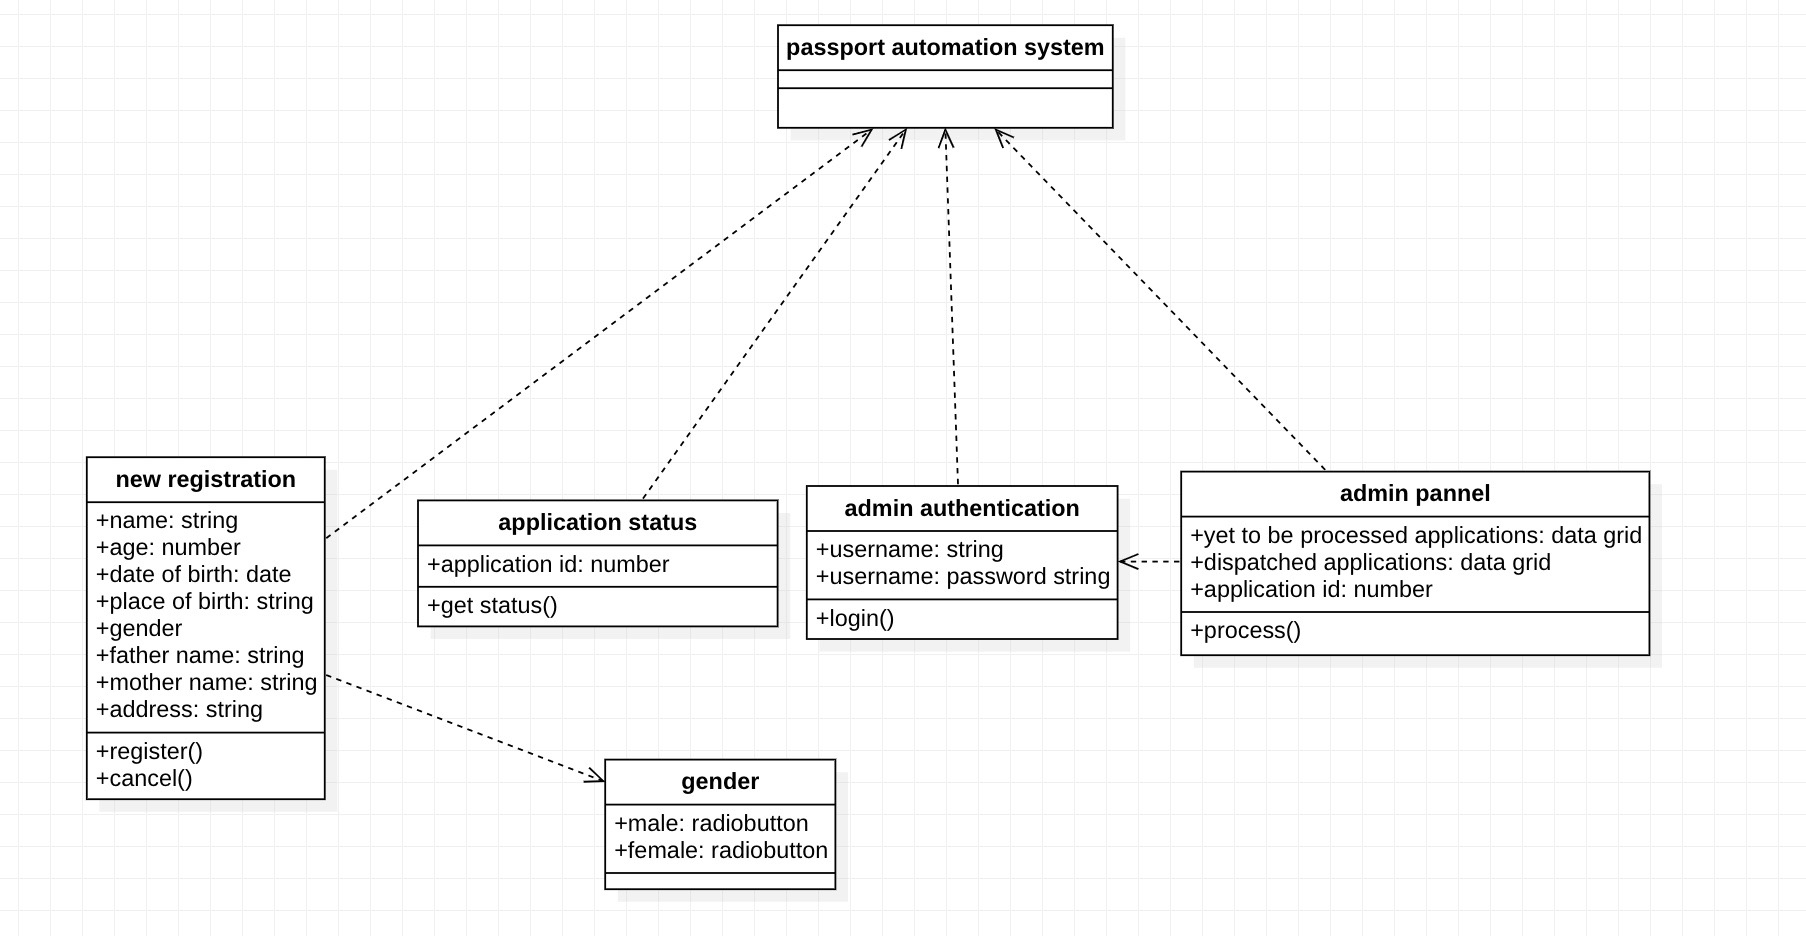 passport automation system
new registration
+name: string
+age: number
+date of birth: date
+place of birth: string
+gender
+father name: string
+mother name: string
+address: string
+register()
+cancel()
application status
+application id: number
+get status()
admin authentication
+username: string
+username: password string
+login()
admin pannel
+yet to be processed applications: data grid
+dispatched applications: data grid
+application id: number
+process()
gender
+male: radiobutton
+female: radiobutton